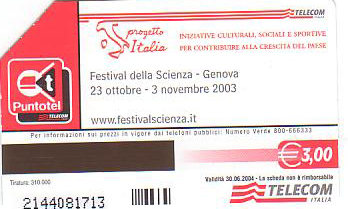 TELECOM
ITALIA
progetto
Italia
INIZIATIVE CULTURALI, SOCIALI E SPORTIVE
PER CONTRIBUIRE ALLA CRESCITA DEL PAESE
t
Puntotel
Festival della Scienza - Genova
23 ottobre - 3 novembre 2003
www.festivalscienza.it
Per informazioni sui prezzi in vigore dai telefoni pubblici: Numero Verde 800-666333
€ 3,00
Tiratura: 310.000
Validità 30.06.2004 - La scheda non è rimborsabile
2144081713
TELECOM
ITALIA